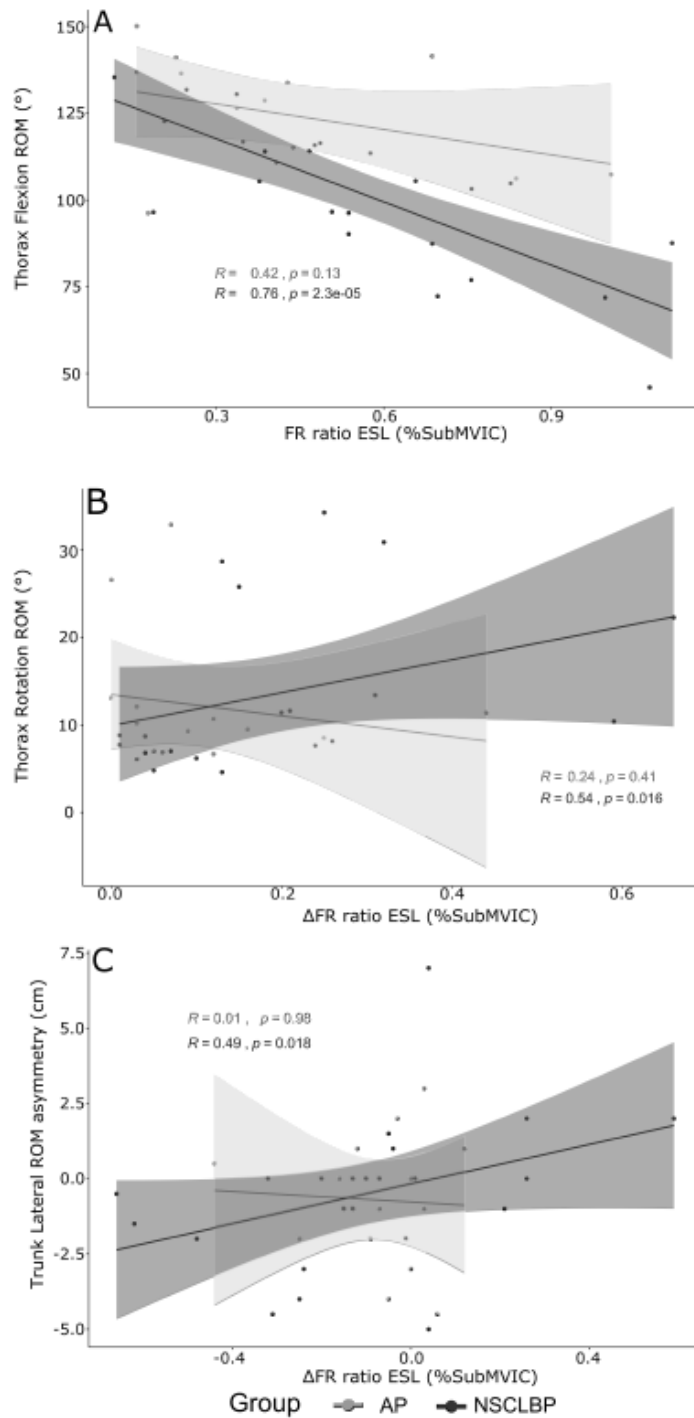 A
150
125
100
75
50
Thorax Flexion ROM (°)
R = 0.42 , p = 0.13
R = 0.76 , p = 2.3e-05
0.3 0.6 0.9
FR ratio ESL (%SubMVIC)
B
30
20
10
0
Thorax Rotation ROM (°)
R = 0.24 , p = 0.41
R = 0.54 , p = 0.016
0.0 0.2 0.4 0.6
ΔFR ratio ESL (%SubMVIC)
C
7.5
5.0
2.5
0.0
-2.5
-5.0
Trunk Lateral ROM asymmetry (cm)
R = 0.01 , p = 0.98
R = 0.49 , p = 0.018
-0.4 0.0 0.4
ΔFR ratio ESL (%SubMVIC)
Group AP NSCLBP